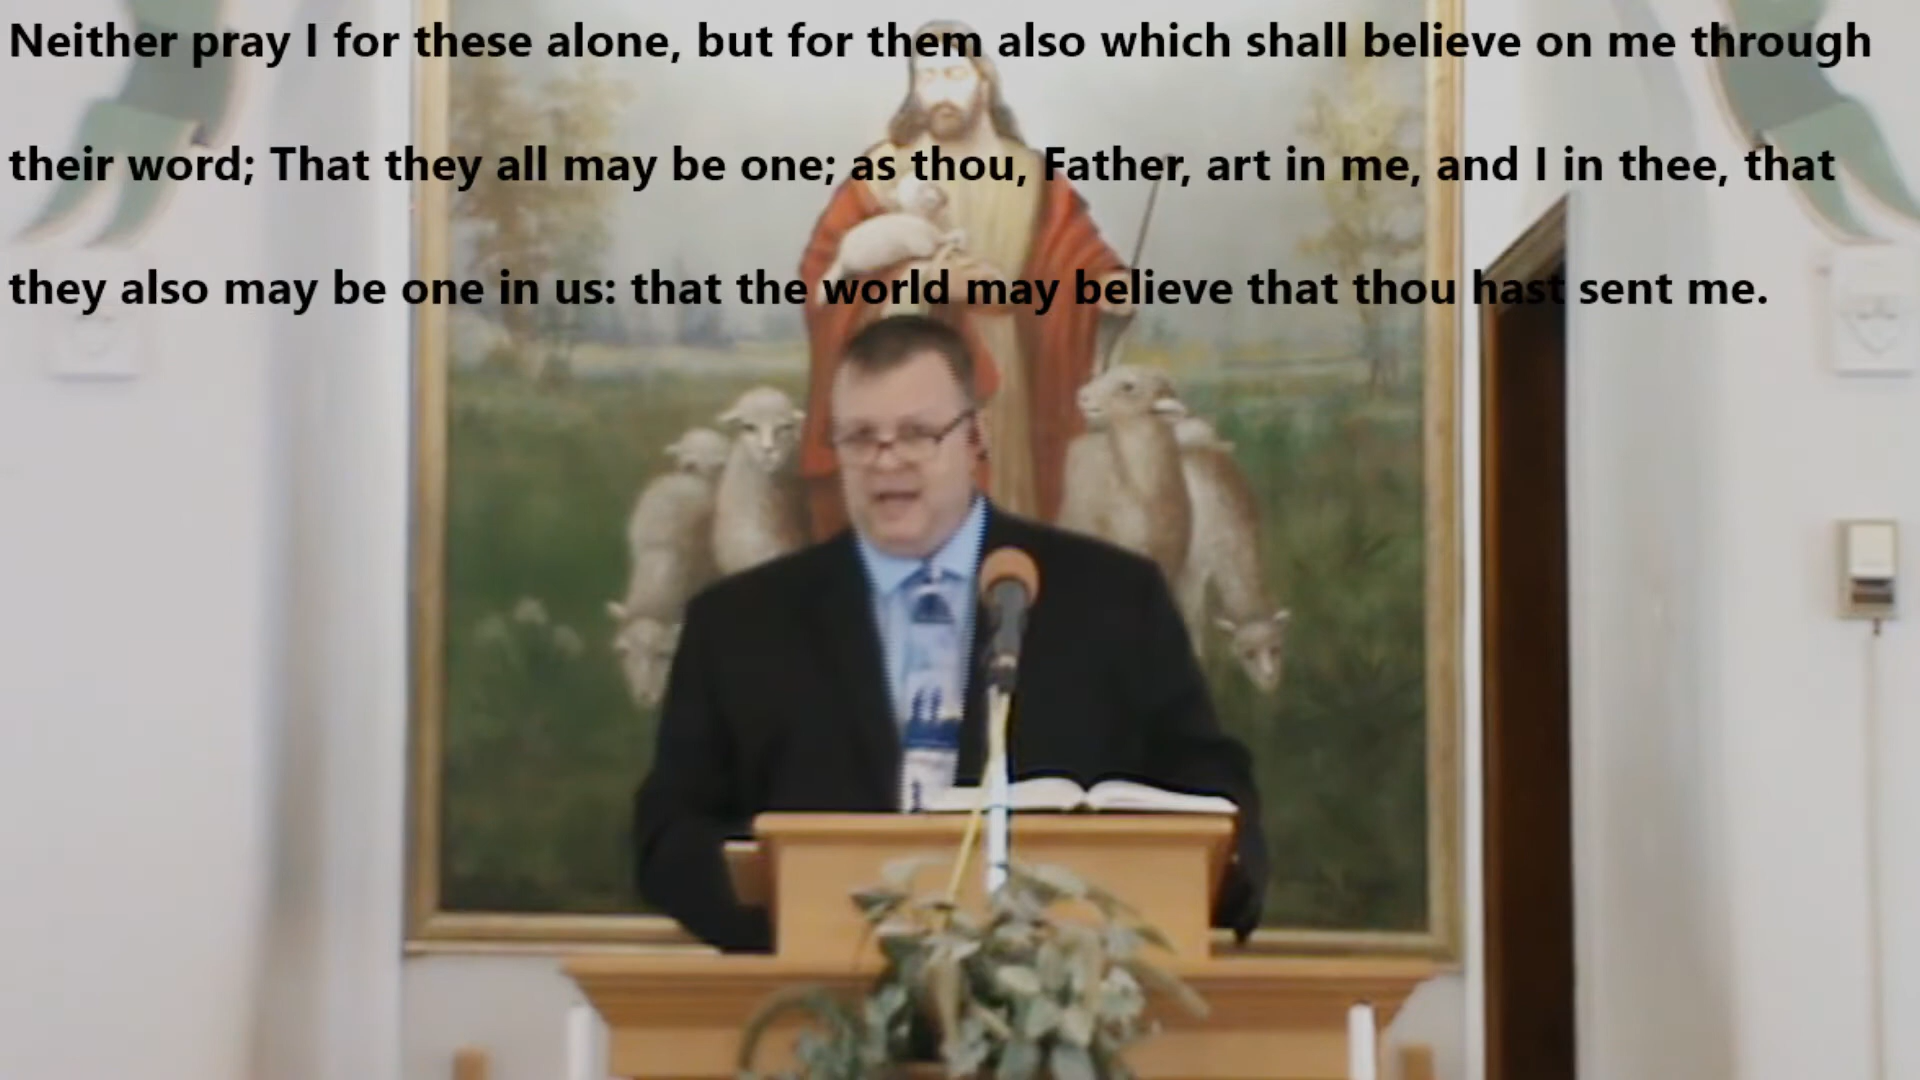 Neither pray I for these alone, but for them also which shall believe on me through
their word; That they all may be one; as thou, Father, art in me, and I in thee, that
they also may be one in us: that the world may believe that thou hast sent me.